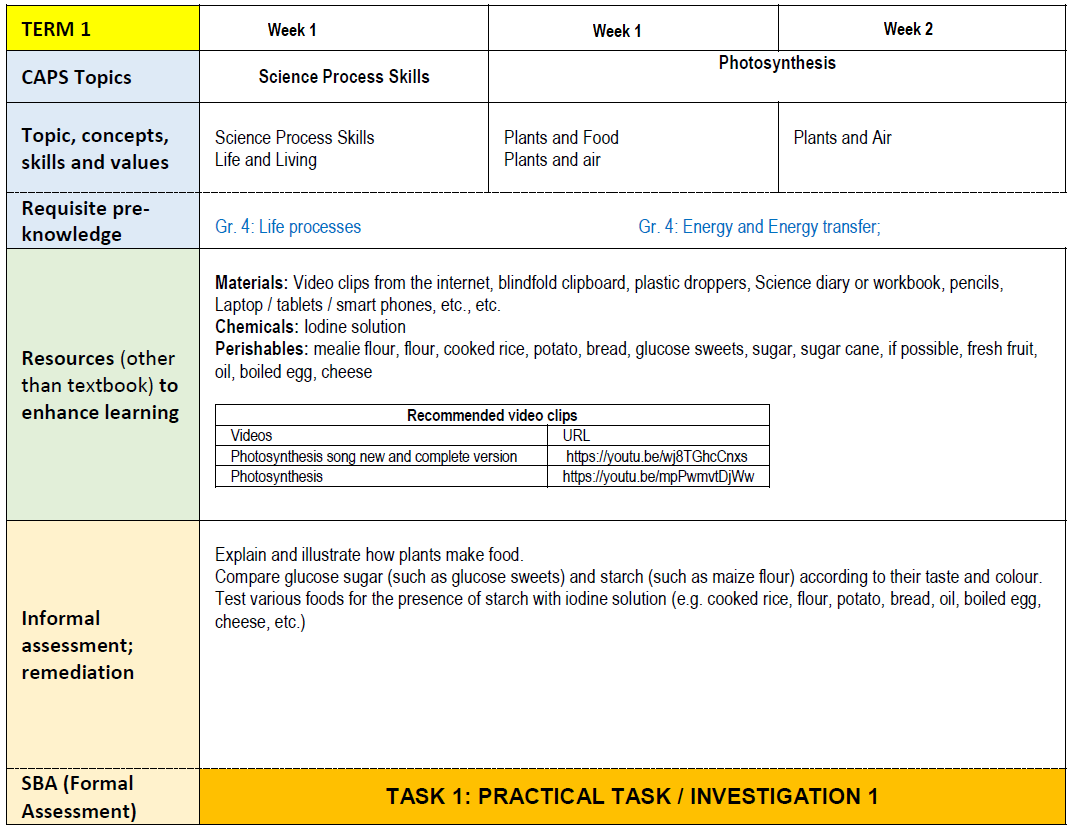 TERM 1
Week 1
Week 1
Week 2
CAPS Topics
Science Process Skills
Photosynthesis
Topic, concepts,
skills and values
Science Process Skills
Life and Living
Plants and Food
Plants and air
Plants and Air
Requisite pre-
knowledge
Gr. 4: Life processes
Gr. 4: Energy and Energy transfer;
Resources (other
than textbook) to
enhance learning
Materials: Video clips from the internet, blindfold clipboard, plastic droppers, Science diary or workbook, pencils,
Laptop / tablets / smart phones, etc., etc.
Chemicals: Iodine solution
Perishables: mealie flour, flour, cooked rice, potato, bread, glucose sweets, sugar, sugar cane, if possible, fresh fruit,
oil, boiled egg, cheese
Recommended video clips
Videos
URL
Photosynthesis song new and complete version
https://youtu.be/wj8TGhcCnxs
Photosynthesis
https://youtu.be/mpPwmvtDjWw
Informal
assessment;
remediation
Explain and illustrate how plants make food.
Compare glucose sugar (such as glucose sweets) and starch (such as maize flour) according to their taste and colour.
Test various foods for the presence of starch with iodine solution (e.g. cooked rice, flour, potato, bread, oil, boiled egg,
cheese, etc.)
SBA (Formal
Assessment)
TASK 1: PRACTICAL TASK / INVESTIGATION 1